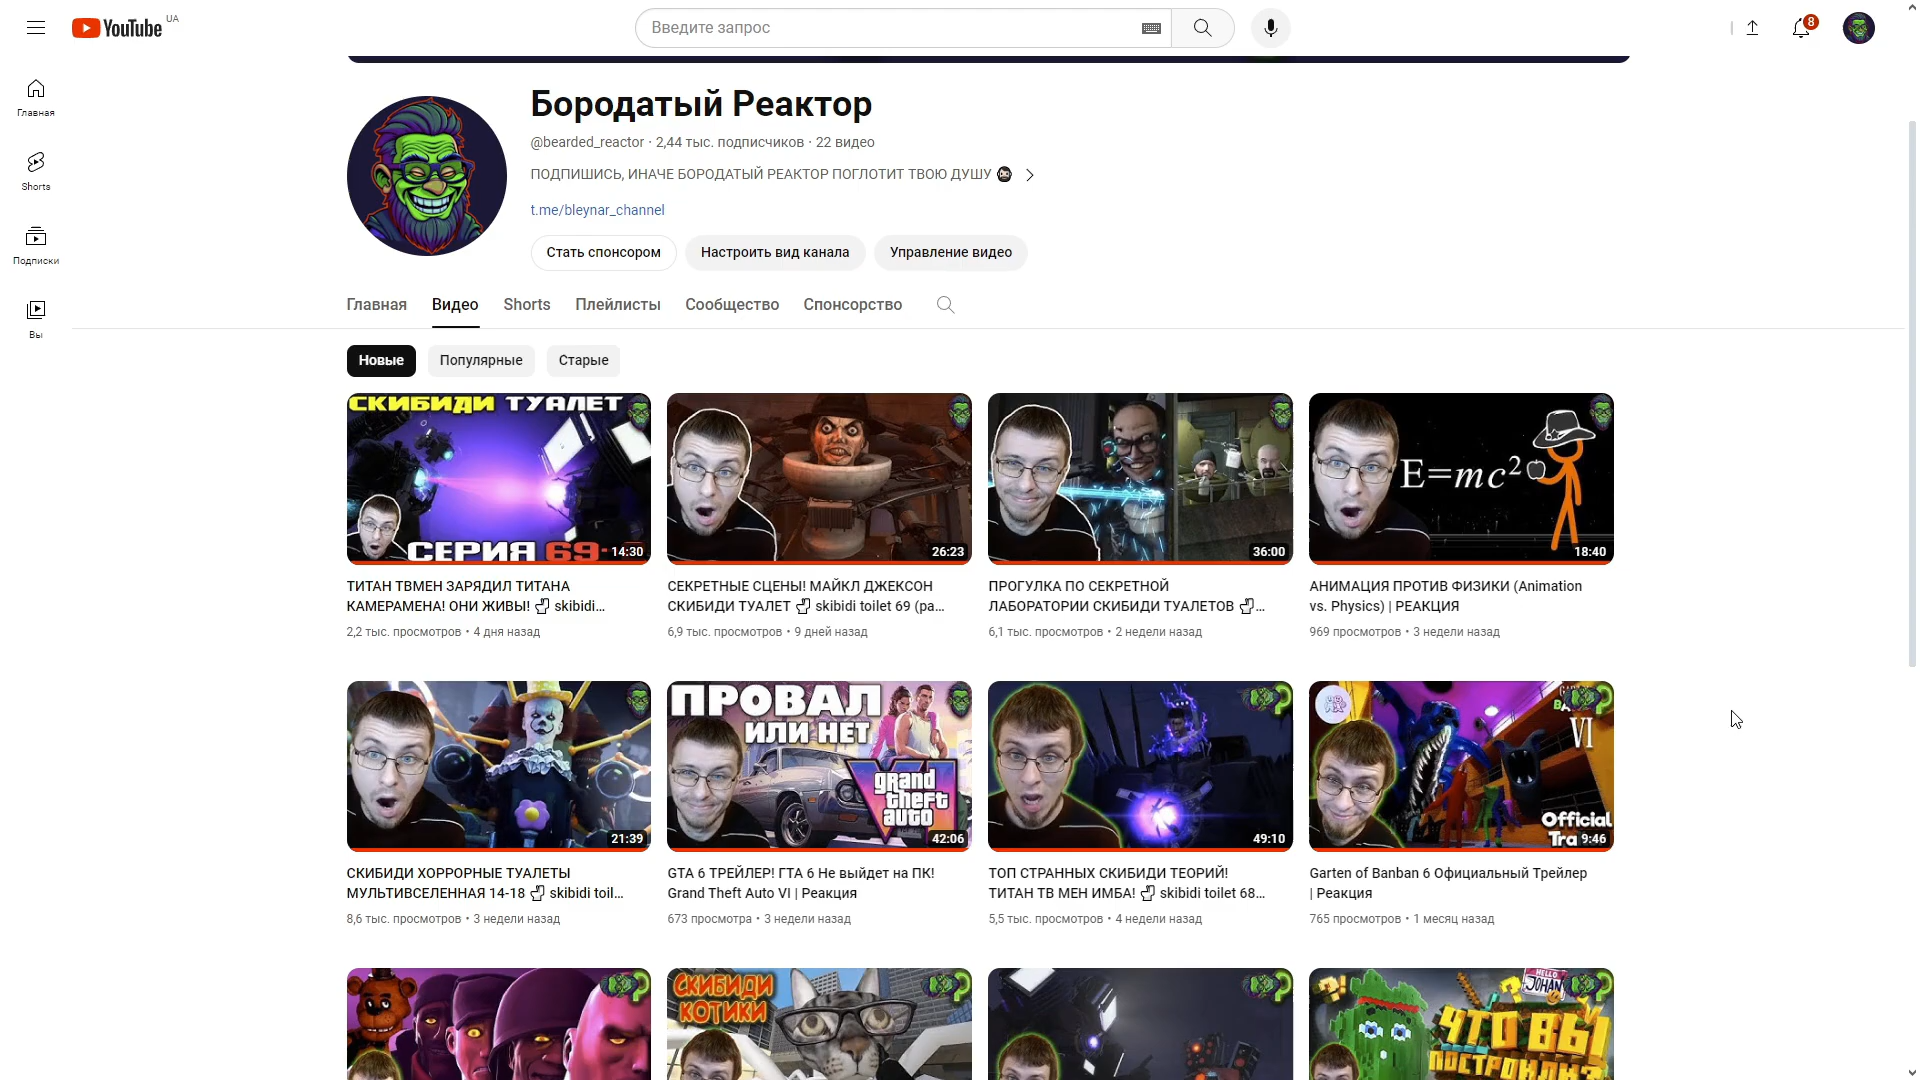 YouTube
UA
Введите запрос
8
Главная
Shorts
Подписки
Вы
Бородатый Реактор
@bearded_reactor · 2,44 тыс. подписчиков · 22 видео
ПОДПИШИСЬ, ИНАЧЕ БОРОДАТЫЙ РЕАКТОР ПОГЛОТИТ ТВОЮ ДУШУ
t.me/bleynar_channel
Стать спонсором
Настроить вид канала
Управление видео
Главная
Видео
Shorts
Плейлисты
Сообщество
Спонсорство
Новые
Популярные
Старые
СКИБИДИ ТУАЛЕТ
СЕРИЯ 69
14:30
26:23
36:00
E=mc²
18:40
ТИТАН ТВМЕН ЗАРЯДИЛ ТИТАНА
КАМЕРАМЕНА! ОНИ ЖИВЫ! 🚽 skibidi...
2,2 тыс. просмотров • 4 дня назад
СЕКРЕТНЫЕ СЦЕНЫ! МАЙКЛ ДЖЕКСОН
СКИБИДИ ТУАЛЕТ 🚽 skibidi toilet 69 (ра...
6,9 тыс. просмотров • 9 дней назад
ПРОГУЛКА ПО СЕКРЕТНОЙ
ЛАБОРАТОРИИ СКИБИДИ ТУАЛЕТОВ 🚽...
6,1 тыс. просмотров • 2 недели назад
АНИМАЦИЯ ПРОТИВ ФИЗИКИ (Animation
vs. Physics) | РЕАКЦИЯ
969 просмотров • 3 недели назад
21:39
ПРОВАЛ
ИЛИ НЕТ
grand
theft
auto
42:06
49:10
VI
Official
Tra
9:46
СКИБИДИ ХОРРОРНЫЕ ТУАЛЕТЫ
МУЛЬТИВСЕЛЕННАЯ 14-18 🚽 skibidi toil...
8,6 тыс. просмотров • 3 недели назад
GTA 6 ТРЕЙЛЕР! ГТА 6 Не выйдет на ПК!
Grand Theft Auto VI | Реакция
673 просмотра • 3 недели назад
ТОП СТРАННЫХ СКИБИДИ ТЕОРИЙ!
ТИТАН ТВ МЕН ИМБА! 🚽 skibidi toilet 68...
5,5 тыс. просмотров • 4 недели назад
Garten of Banban 6 Официальный Трейлер
| Реакция
765 просмотров • 1 месяц назад
СКИБИДИ
КОТИКИ
HELLO
JOHAN
ЧТО ВЫ
ПОСТРОИЛИ?